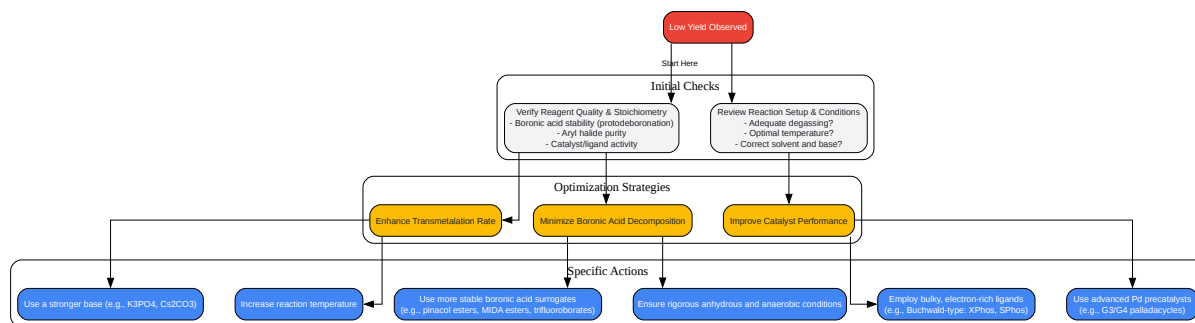 Low Yield Observed
Start Here
Initial Checks
Verify Reagent Quality & Stoichiometry
- Boronic acid stability (protodeboronation)
- Aryl halide purity
- Catalyst/ligand activity
Review Reaction Setup & Conditions
- Adequate degassing?
- Optimal temperature?
- Correct solvent and base?
Optimization Strategies
Enhance Transmetalation Rate
Minimize Boronic Acid Decomposition
Improve Catalyst Performance
Specific Actions
Use a stronger base (e.g., K3PO4, Cs2CO3)
Increase reaction temperature
Use more stable boronic acid surrogates
(e.g., pinacol esters, MIDA esters, trifluoroborates)
Ensure rigorous anhydrous and anaerobic conditions
Employ bulky, electron-rich ligands
(e.g., Buchwald-type: XPhos, SPhos)
Use advanced Pd precatalysts
(e.g., G3/G4 palladacycles)